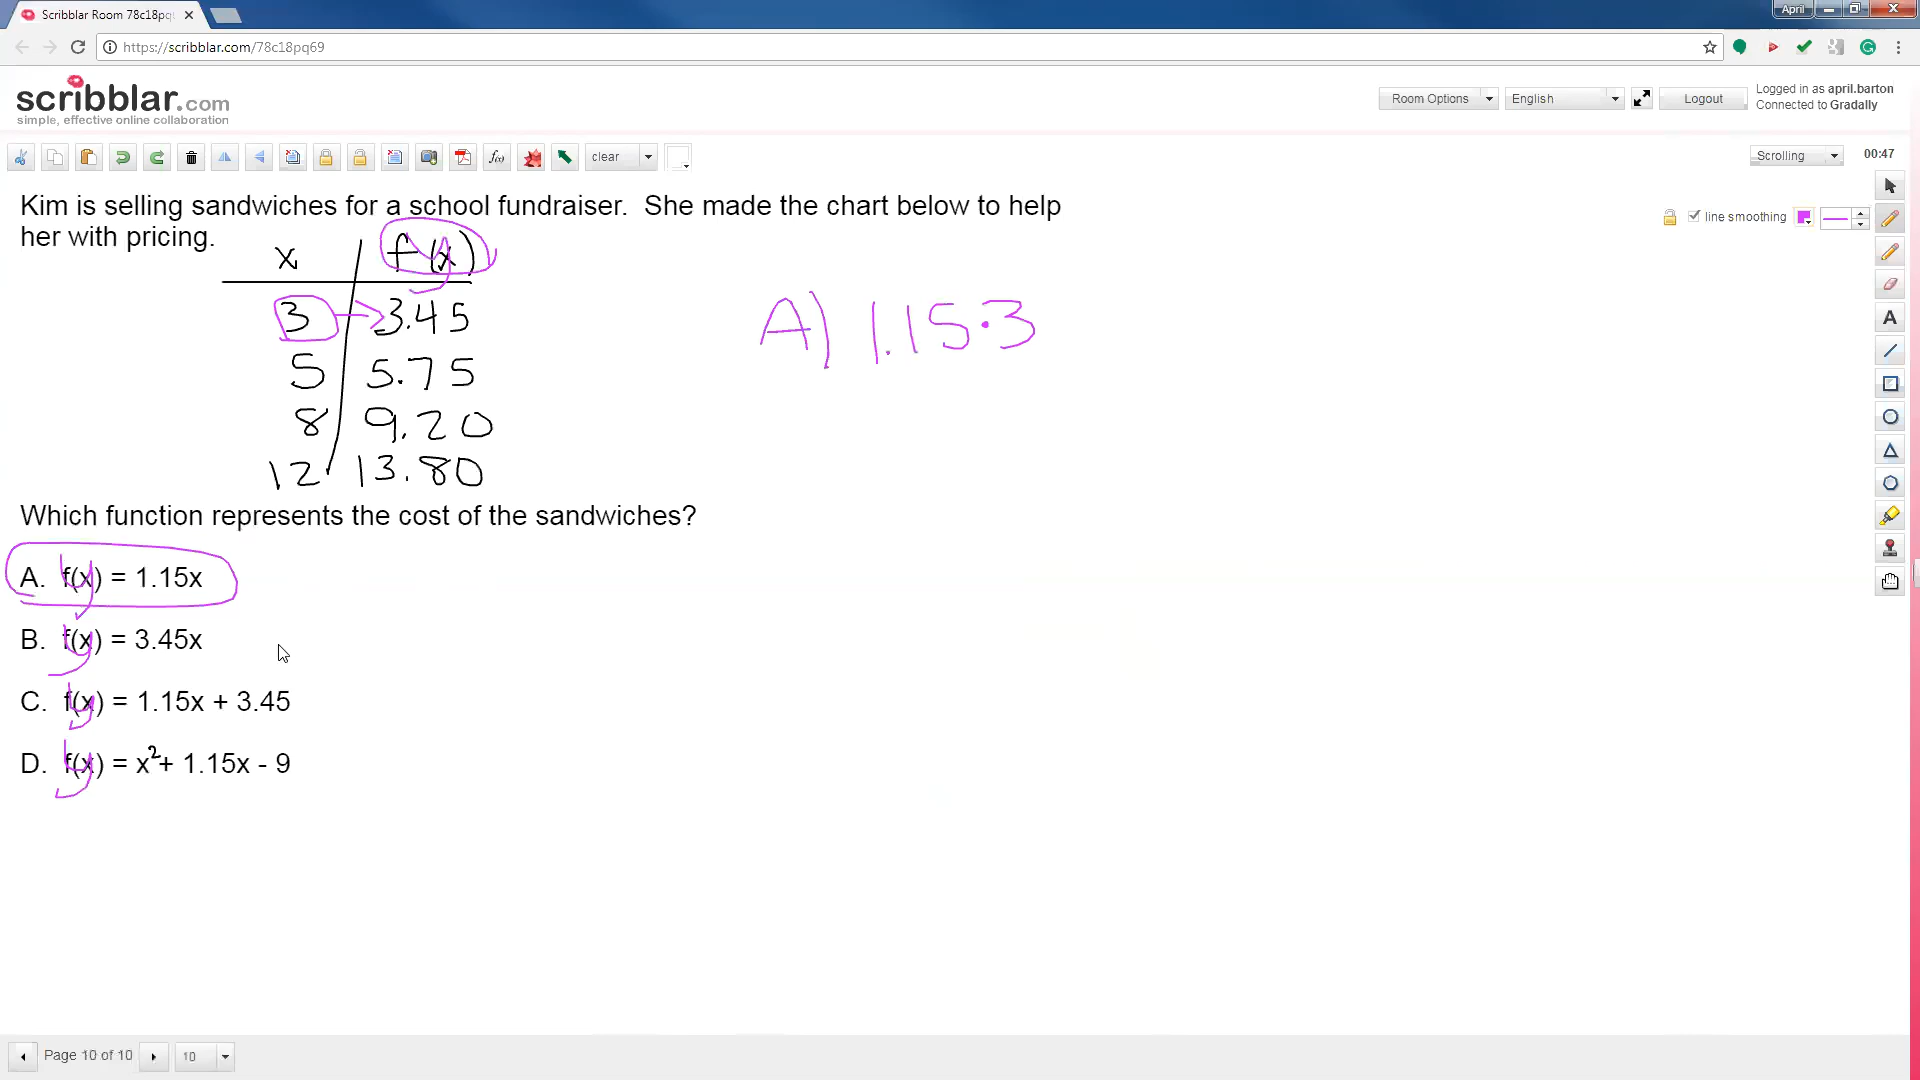 Scribblar Room 78c18pq
April
https://scribblar.com/78c18pq69
scribblar.com
simple, effective online collaboration
Room Options
English
Logout
Logged in as april.barton
Connected to Gradally
f(x)
clear
Scrolling
00:47
line smoothing
Kim is selling sandwiches for a school fundraiser. She made the chart below to help
her with pricing.
x f(x)
y
3 3.45
5 5.75
8 9.20
12 13.80
A) 1.15·3
Which function represents the cost of the sandwiches?
A. f(x) = 1.15x
y
B. f(x) = 3.45x
y
C. f(x) = 1.15x + 3.45
y
D. f(x) = x²+ 1.15x - 9
y
A
Page 10 of 10
10